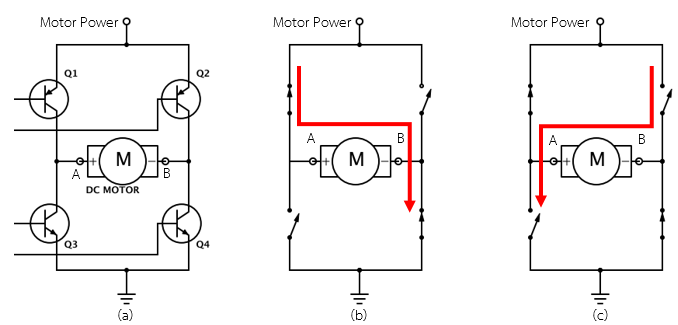 Motor Power
Motor Power
Motor Power
Q1
Q2
A
+
M
−
B
DC MOTOR
Q3
Q4
(a)
A
B
+
M
−
(b)
A
B
+
M
−
(c)